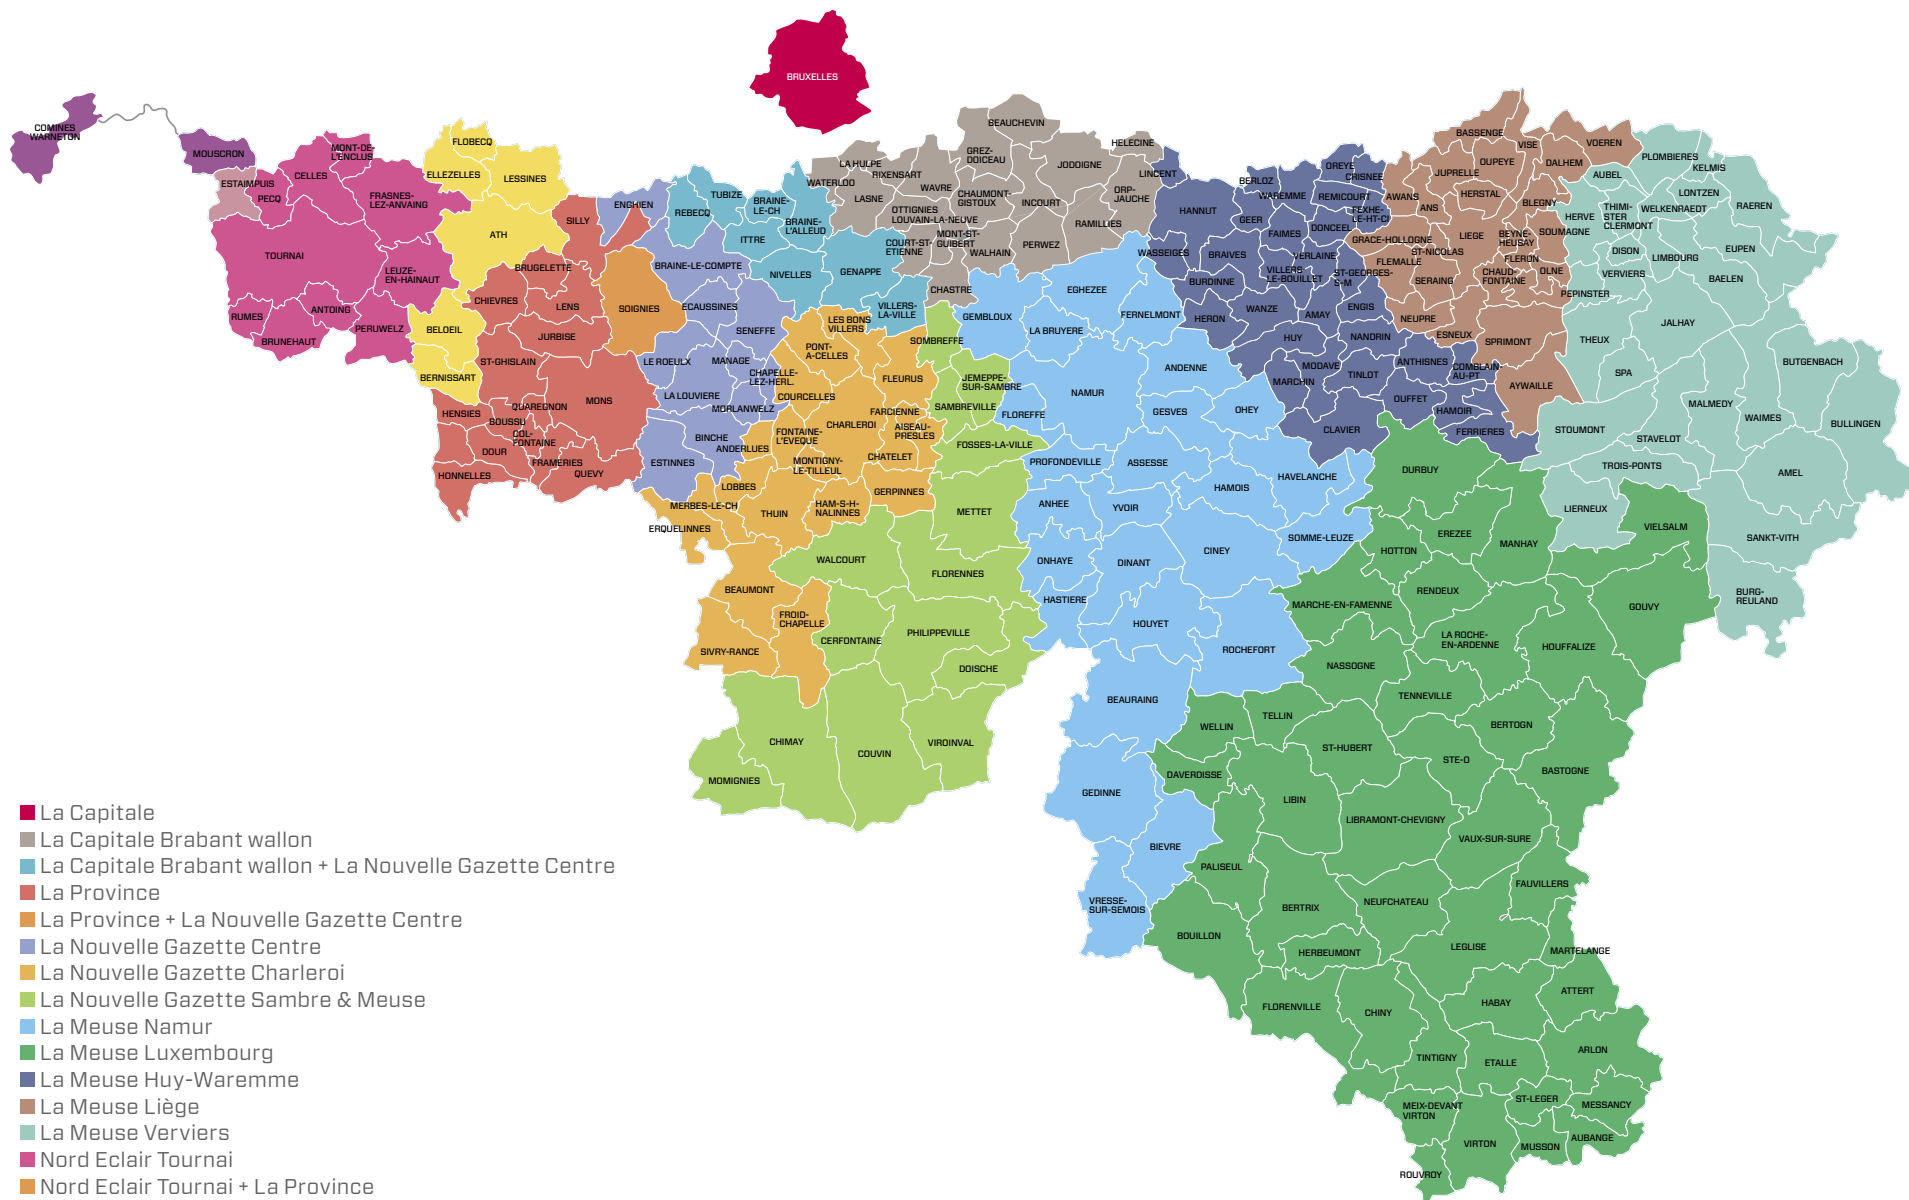 BRUXELLES
COMINES
WARNETON
MOUSCRON
ESTAIMPUIS
PECQ
CELLES
MONT-DE-
L'ENCLUS
FRASNES-
LEZ-ANVAING
TOURNAI
LEUZE-
EN-HAINAUT
RUMES
ANTOING
BRUNEHAUT
PERUWELZ
FLOBECQ
ELLEZELLES
LESSINES
ATH
BELOEIL
BERNISSART
SILLY
ENGHIEN
BRUGELETTE
CHIEVRES
LENS
JURBISE
SOIGNIES
ST-GHISLAIN
MONS
HENSIES
QUAREGNON
BOUSSU
COL-
FONTAINE
DOUR
FRAMERIES
HONNELLES
QUEVY
REBECQ
TUBIZE
BRAINE-
LE-CH
BRAINE-
L'ALLEUD
ITTRE
NIVELLES
GENAPPE
VILLERS-
LA-VILLE
BRAINE-LE-COMPTE
ECAUSSINES
SENEFFE
LE ROEULX
MANAGE
CHAPELLE-
LEZ-HERL.
LA LOUVIERE
MORLANWELZ
BINCHE
ANDERLUES
ESTINNES
LES BONS
VILLERS
PONT-
A-CELLES
FLEURUS
COURCELLES
FARCIENNE
CHARLEROI
AISEAU-
PRESLES
FONTAINE-
L'EVEQUE
CHATELET
MONTIGNY-
LE-TILLEUL
LOBBES
GERPINNES
MERBES-LE-CH
THUIN
HAM-S-H-
NALINNES
ERQUELINNES
BEAUMONT
FROID-
CHAPELLE
SIVRY-RANCE
LA HULPE
WATERLOO
LASNE
RIXENSART
WAVRE
GREZ-
DOICEAU
BEAUCHEVIN
HELECINE
JODOIGNE
CHAUMONT-
GISTOUX
INCOURT
ORP-
JAUCHE
RAMILLES
OTTIGNIES
LOUVAIN-LA-NEUVE
MONT-ST-
GUIBERT
COURT-ST-
ETIENNE
WALHAIN
PERWEZ
CHASTRE
SOMBREFFE
JEMEPPE-
SUR-SAMBRE
SAMBREVILLE
FOSSES-LA-VILLE
METTET
WALCOURT
FLORENNES
CERFONTAINE
PHILIPPEVILLE
DOISCHE
CHIMAY
COUVIN
VIROINVAL
MOMIGNIES
GEMBLOUX
EGHEZEE
LA BRUYERE
FERNELMONT
NAMUR
ANDENNE
FLOREFFE
GESVES
OHEY
PROFONDEVILLE
ASSESSE
HAMOIS
HAVELANCHE
ANHEE
YVOIR
CINEY
SOMME-LEUZE
ONHAYE
DINANT
HASTIERE
HOUYET
ROCHEFORT
BEAURAING
GEDINNE
BIEVRE
VRESSE-
SUR-SEMOIS
LINCENT
HANNUT
BERLOZ
WAREMME
OREYE
CRISNEE
REMICOURT
FEXHE-
LE-HT-CL
GEER
FAIMES
DONCEEL
WASSEIGES
BRAIVES
VERLAINE
VILLERS-
LE-BOUILLET
ST-GEORGES-
S-M
BURDINNE
HERON
WANZE
AMAY
ENGIS
HUY
NANDRIN
MARCHIN
MODAVE
TINLOT
ANTHISNES
COMBLAIN-
AU-PT
OUFFET
HAMOIR
CLAVIER
FERRIERES
BASSENGE
VISE
VOEREN
DALHEM
JUPRELLE
OUPEYE
AWANS
ANS
HERSTAL
BLEGNY
GRACE-HOLLOGNE
LIEGE
BEYNE-
HEUSAY
SOUMAGNE
ST-NICOLAS
FLERON
FLEMALLE
SERAING
CHAUD-
FONTAINE
OLNE
NEUPRE
ESNEUX
SPRIMONT
AYWAILLE
PLOMBIERES
KELMIS
AUBEL
LONTZEN
THIMI-
STER
CLERMONT
WELKENRAEDT
RAEREN
HERVE
DISON
LIMBOURG
EUPEN
VERVIERS
BAELEN
PEPINSTER
THEUX
JALHAY
SPA
BUTGENBACH
MALMEDY
WAIMES
BULLINGEN
STOUMONT
STAVELOT
TROIS-PONTS
AMEL
LIERNEUX
SANKT-VITH
BURG-
REULAND
DURBUY
VIELSALM
EREZEE
MANHAY
HOTTON
RENDEUX
MARCHE-EN-FAMENNE
GOUVY
LA ROCHE-
EN-ARDENNE
HOUFFALIZE
NASSOGNE
TENNEVILLE
BERTOGN
WELLIN
TELLIN
ST-HUBERT
STE-O
BASTOGNE
DAVERDISSE
LIBIN
LIBRAMONT-CHEVIGNY
VAUX-SUR-SURE
PALISEUL
FAUVILLERS
BERTRIX
NEUFCHATEAU
BOUILLON
HERBEUMONT
LEGLISE
MARTELANGE
FLORENVILLE
CHINY
HABAY
ATTERT
TINTIGNY
ETALLE
ARLON
MEIX-DEVANT
VIRTON
ST-LEGER
MESSANCY
VIRTON
MUSSON
AUBANGE
ROUVROY
La Capitale
La Capitale Brabant wallon
La Capitale Brabant wallon + La Nouvelle Gazette Centre
La Province
La Province + La Nouvelle Gazette Centre
La Nouvelle Gazette Centre
La Nouvelle Gazette Charleroi
La Nouvelle Gazette Sambre & Meuse
La Meuse Namur
La Meuse Luxembourg
La Meuse Huy-Waremme
La Meuse Liège
La Meuse Verviers
Nord Eclair Tournai
Nord Eclair Tournai + La Province